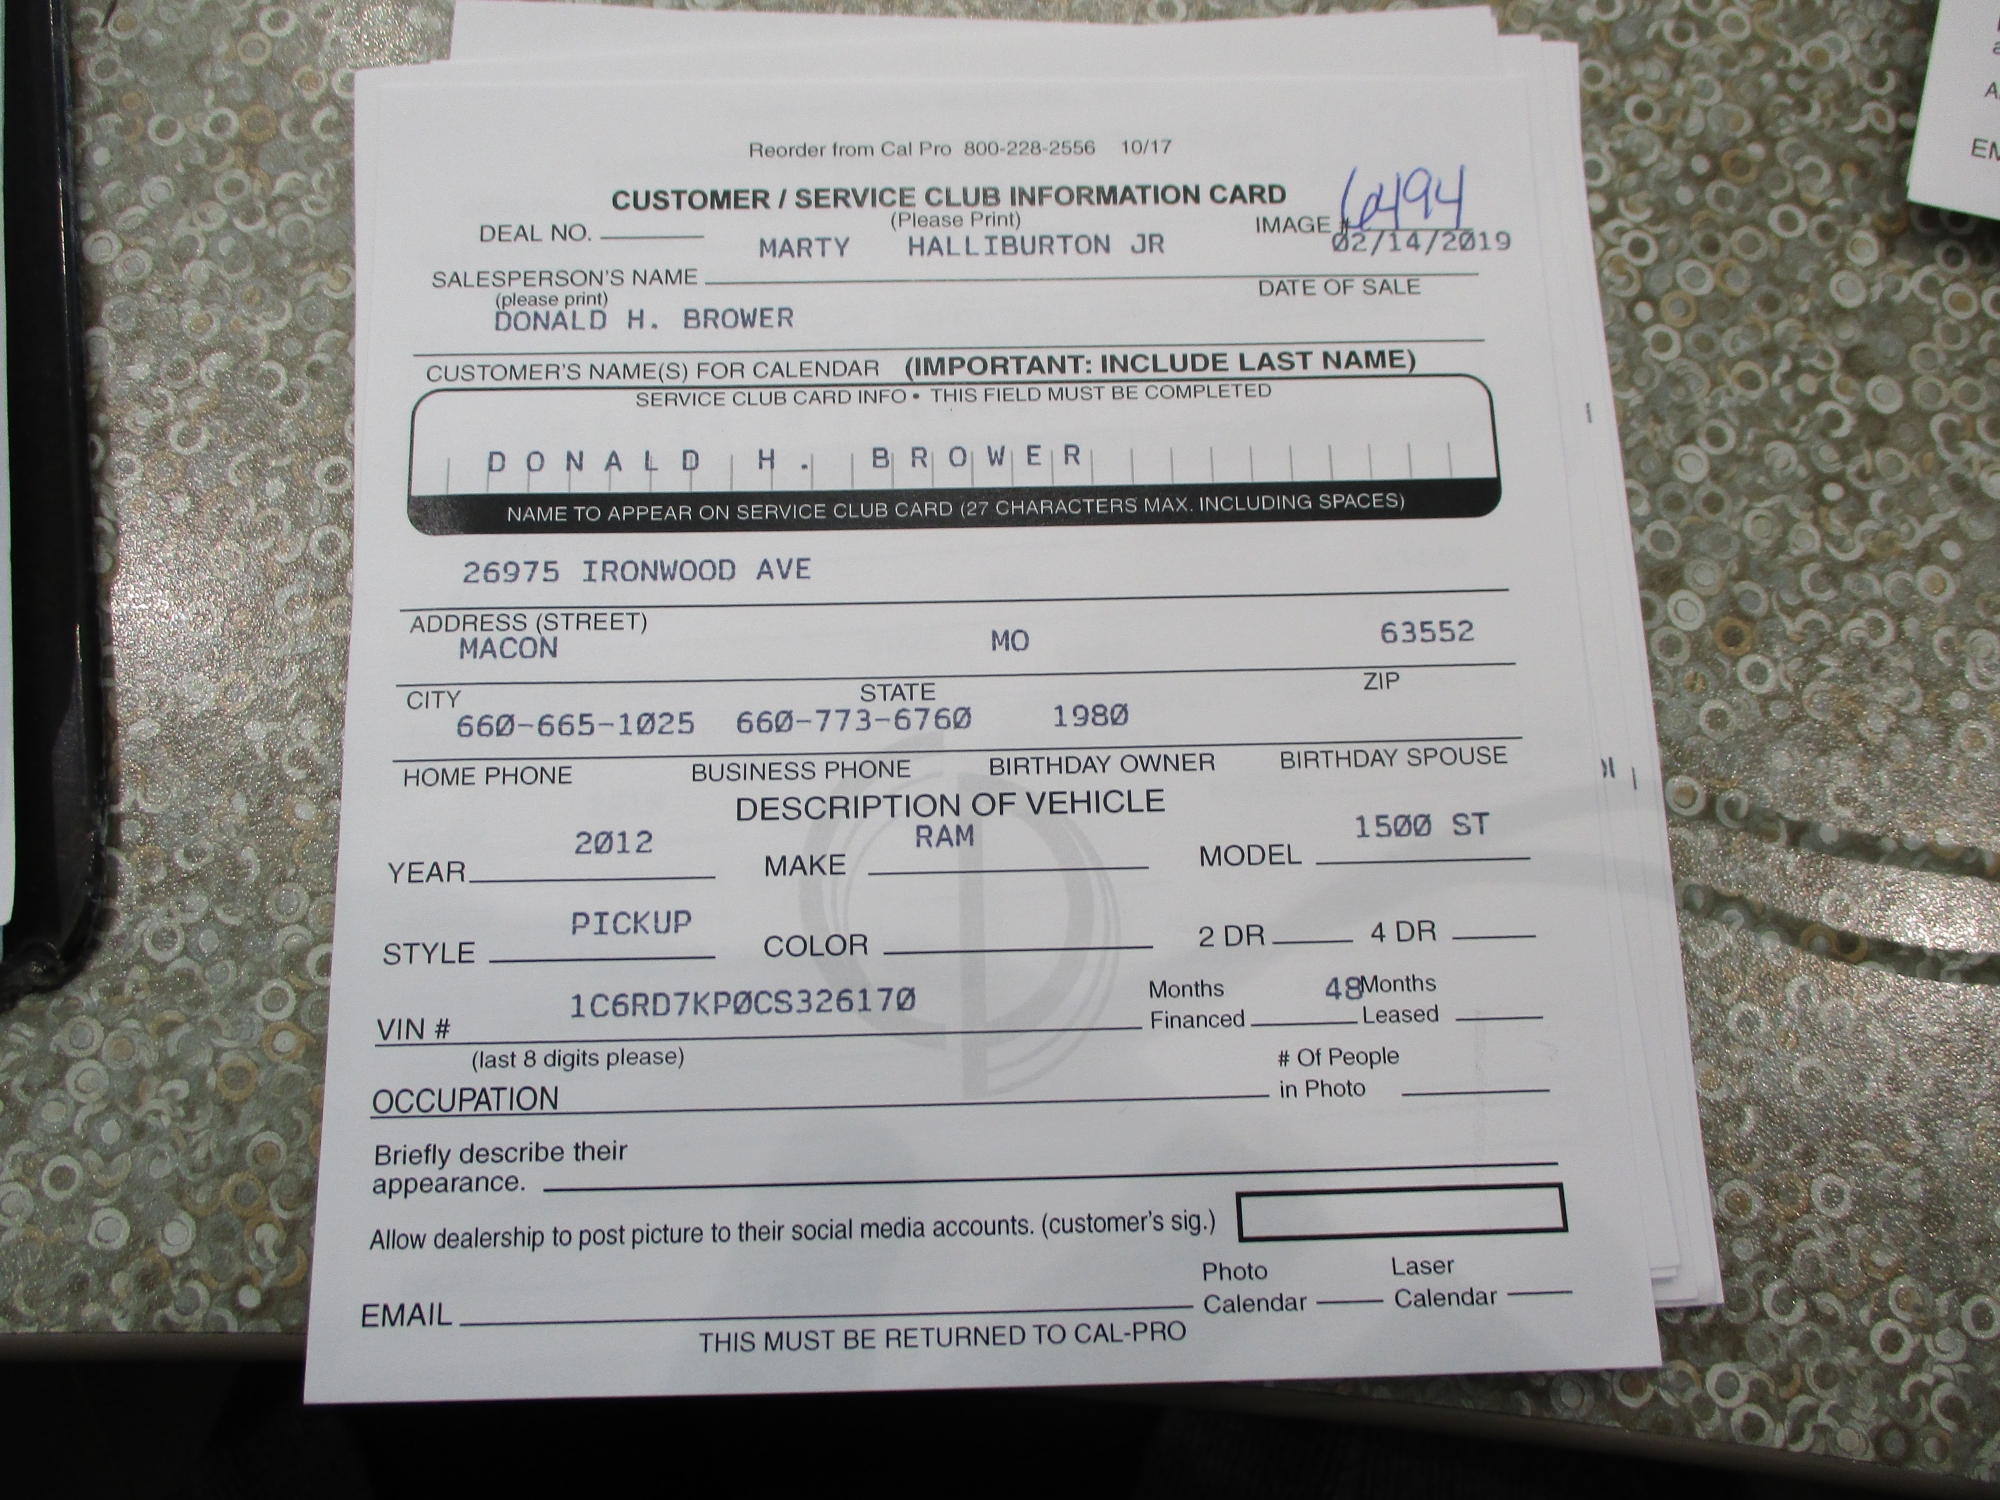 Reorder from Cal Pro 800-228-2556 10/17
CUSTOMER / SERVICE CLUB INFORMATION CARD
(Please Print)
DEAL NO. IMAGE # 6494
MARTY HALLIBURTON JR 02/14/2019
SALESPERSON'S NAME DATE OF SALE
(please print)
DONALD H. BROWER
CUSTOMER'S NAME(S) FOR CALENDAR (IMPORTANT: INCLUDE LAST NAME)
SERVICE CLUB CARD INFO • THIS FIELD MUST BE COMPLETED
DONALD H. BROWER
NAME TO APPEAR ON SERVICE CLUB CARD (27 CHARACTERS MAX. INCLUDING SPACES)
26975 IRONWOOD AVE
ADDRESS (STREET)
MACON MO 63552
CITY STATE ZIP
660-665-1025 660-773-6760 1980
HOME PHONE BUSINESS PHONE BIRTHDAY OWNER BIRTHDAY SPOUSE
DESCRIPTION OF VEHICLE
2012 RAM 1500 ST
YEAR MAKE MODEL
PICKUP
STYLE COLOR 2 DR 4 DR
1C6RD7KP0CS326170 Months 48 Months
VIN # Financed Leased
(last 8 digits please) # Of People
OCCUPATION in Photo
Briefly describe their
appearance.
Allow dealership to post picture to their social media accounts. (customer's sig.)
Photo Laser
EMAIL Calendar Calendar
THIS MUST BE RETURNED TO CAL-PRO